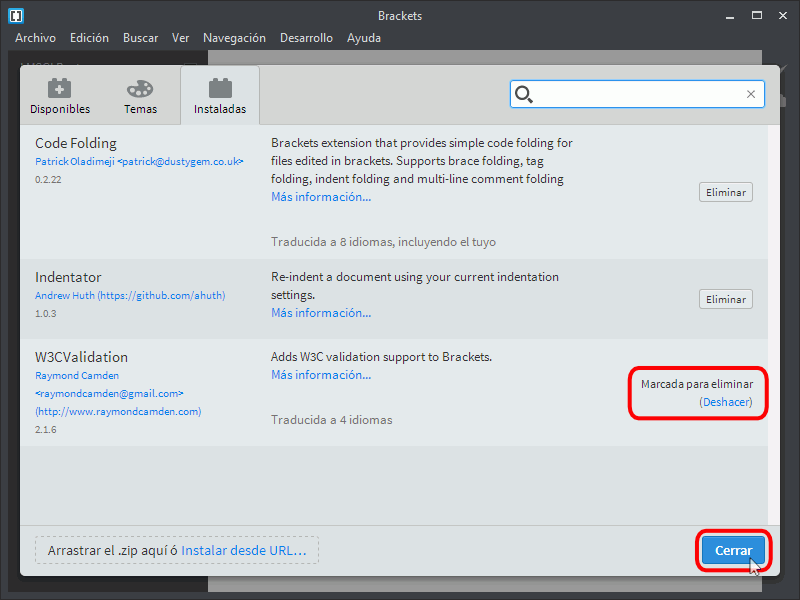 Brackets
Archivo Edición Buscar Ver Navegación Desarrollo Ayuda
Disponibles Temas Instaladas
Code Folding
Patrick Oladimeji <patrick@dustygem.co.uk>
0.2.22
Brackets extension that provides simple code folding for
files edited in brackets. Supports brace folding, tag
folding, indent folding and multi-line comment folding
Más información...
Traducida a 8 idiomas, incluyendo el tuyo
Eliminar
Indentator
Andrew Huth (https://github.com/ahuth)
1.0.3
Re-indent a document using your current indentation
settings.
Más información...
Eliminar
W3CValidation
Raymond Camden
<raymondcamden@gmail.com>
(http://www.raymondcamden.com)
2.1.6
Adds W3C validation support to Brackets.
Más información...
Traducida a 4 idiomas
Marcada para eliminar
(Deshacer)
Arrastrar el .zip aquí ó Instalar desde URL...
Cerrar